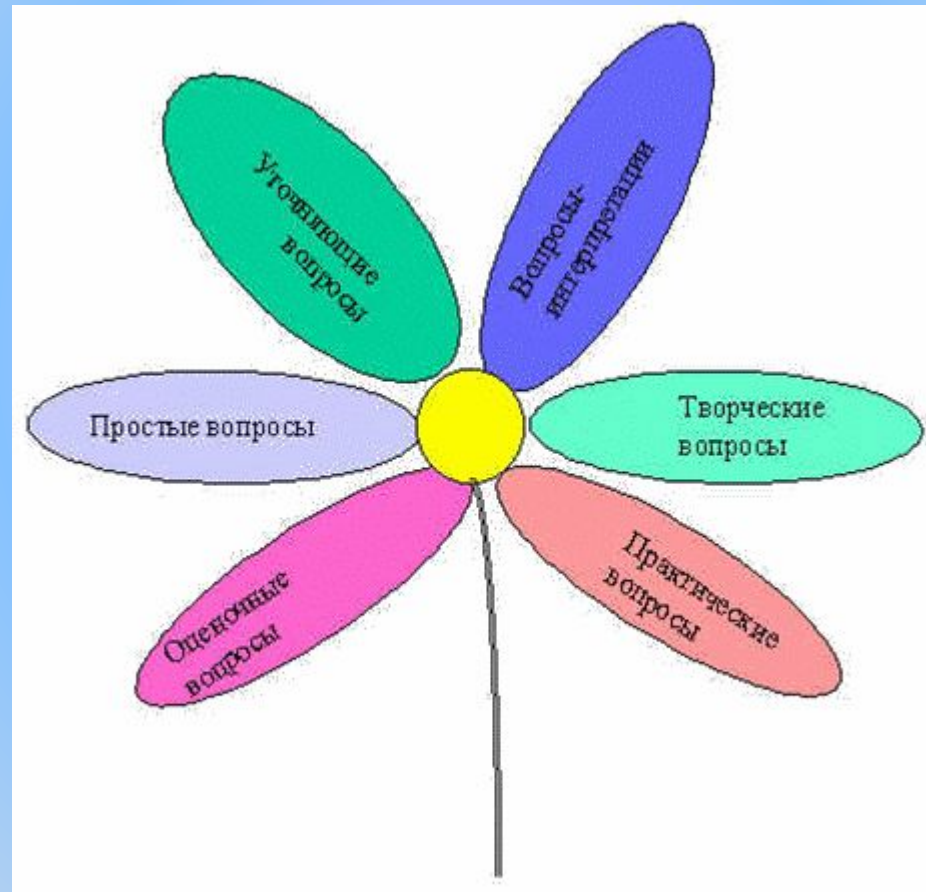 Уточняющие
вопросы
Вопросы-
интерпретации
Простые вопросы
Творческие
вопросы
Оценочные
вопросы
Практические
вопросы